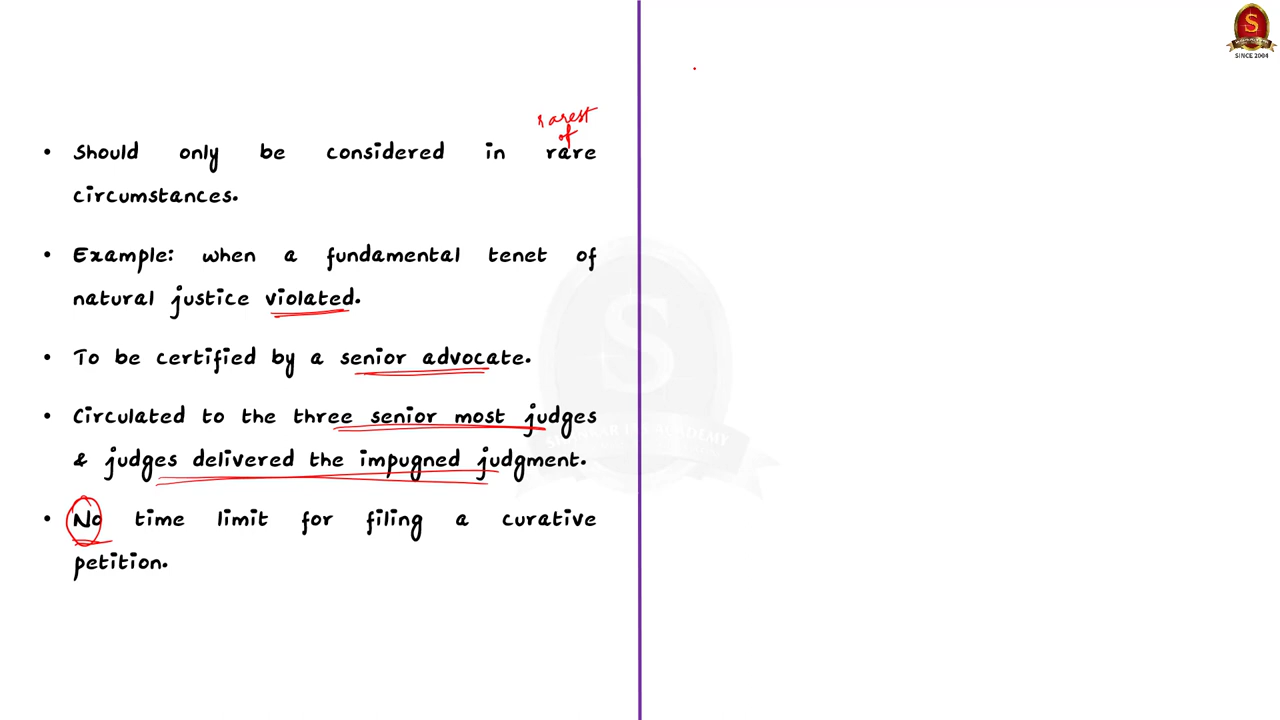 SINCE 2004
rarest
of
• Should only be considered in rare
circumstances.
• Example: when a fundamental tenet of
natural justice violated.
• To be certified by a senior advocate.
• Circulated to the three senior most judges
& judges delivered the impugned judgment.
• No time limit for filing a curative
petition.